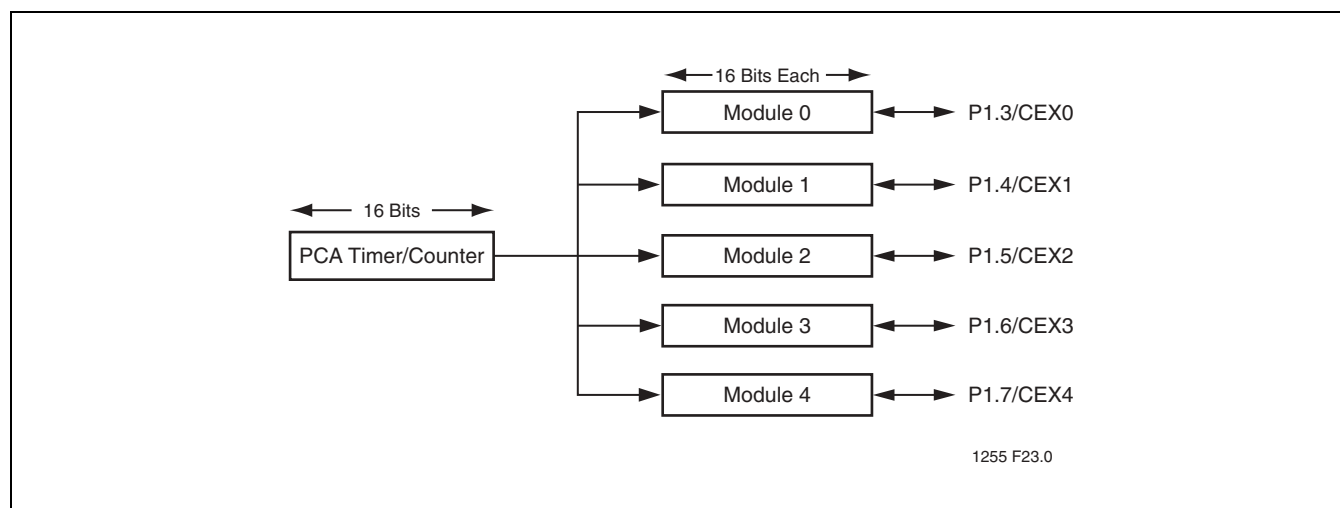 16 Bits Each
Module 0
P1.3/CEX0
Module 1
P1.4/CEX1
16 Bits
PCA Timer/Counter
Module 2
P1.5/CEX2
Module 3
P1.6/CEX3
Module 4
P1.7/CEX4
1255 F23.0